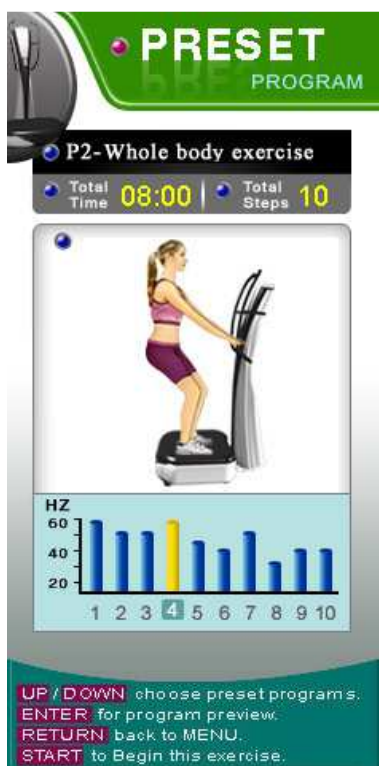 PRESET
PROGRAM
P2-Whole body exercise
Total Time 08:00 Total Steps 10
HZ
60
40
20
1 2 3 4 5 6 7 8 9 10
UP / DOWN choose preset programs.
ENTER for program preview.
RETURN back to MENU.
START to Begin this exercise.